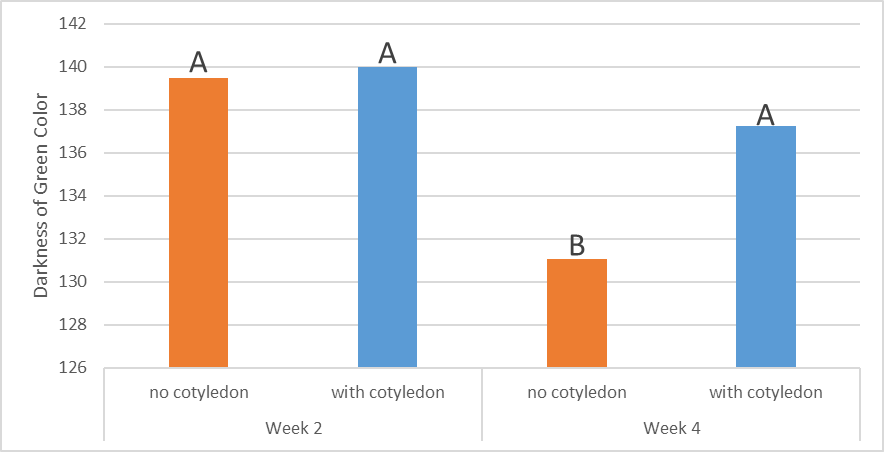 142
140
138
136
134
132
130
128
126
Darkness of Green Color
A
A
B
A
no cotyledon
with cotyledon
no cotyledon
with cotyledon
Week 2
Week 4